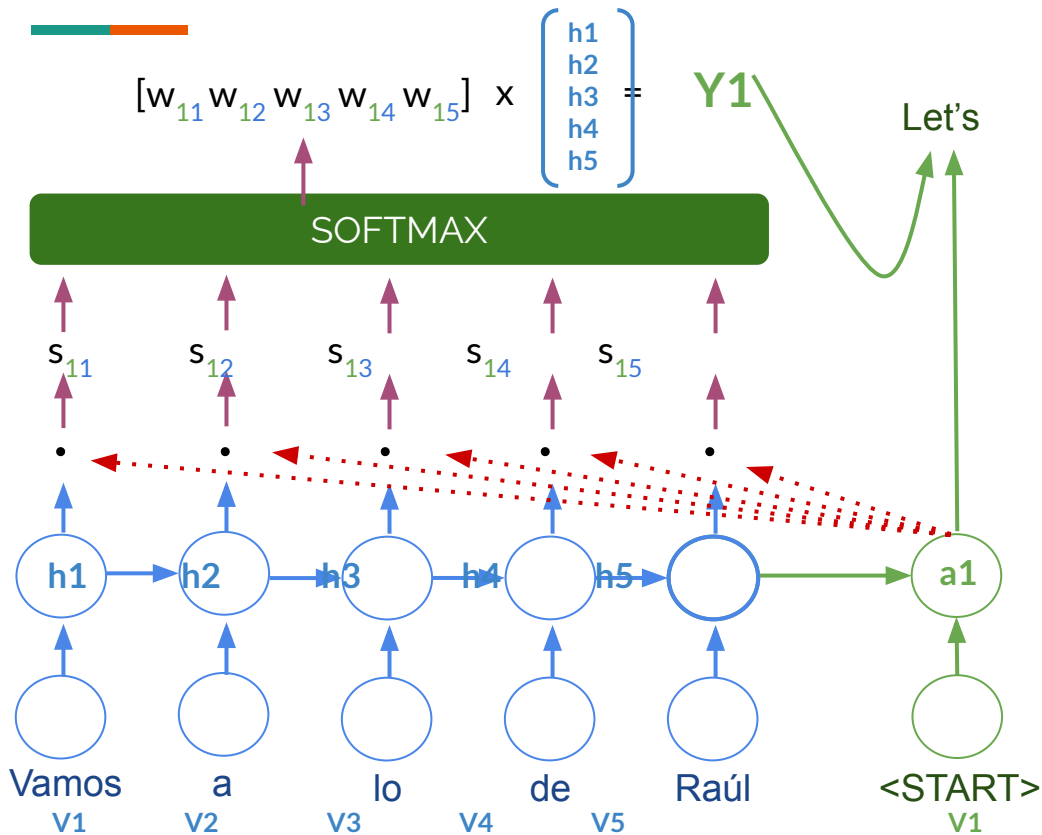 [w11 w12 w13 w14 w15] x
h1
h2
h3
h4
h5
= Y1
Let's
SOFTMAX
s11 s12 s13 s14 s15
h1 h2 h3 h4 h5 a1
Vamos a lo de Raúl <START>
V1 V2 V3 V4 V5 V1